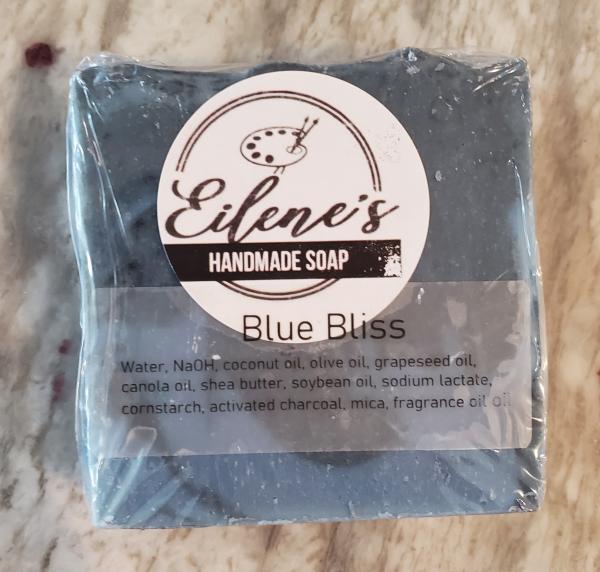 Eilene's
HANDMADE SOAP
Blue Bliss
Water, NaOH, coconut oil, olive oil, grapeseed oil,
canola oil, shea butter, soybean oil, sodium lactate,
cornstarch, activated charcoal, mica, fragrance oil oil